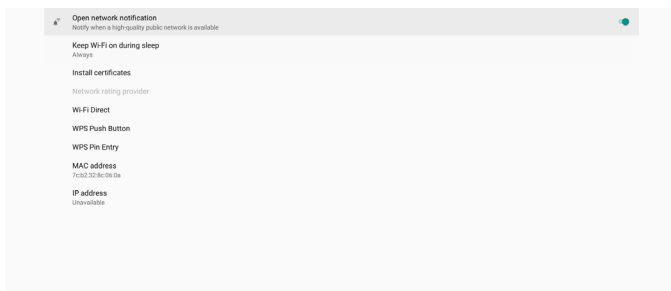 Open network notification
Notify when a high-quality public network is available
Keep Wi-Fi on during sleep
Always
Install certificates
Network rating provider
Wi-Fi Direct
WPS Push Button
WPS Pin Entry
MAC address
7c:b2:32:8c:06:0a
IP address
Unavailable